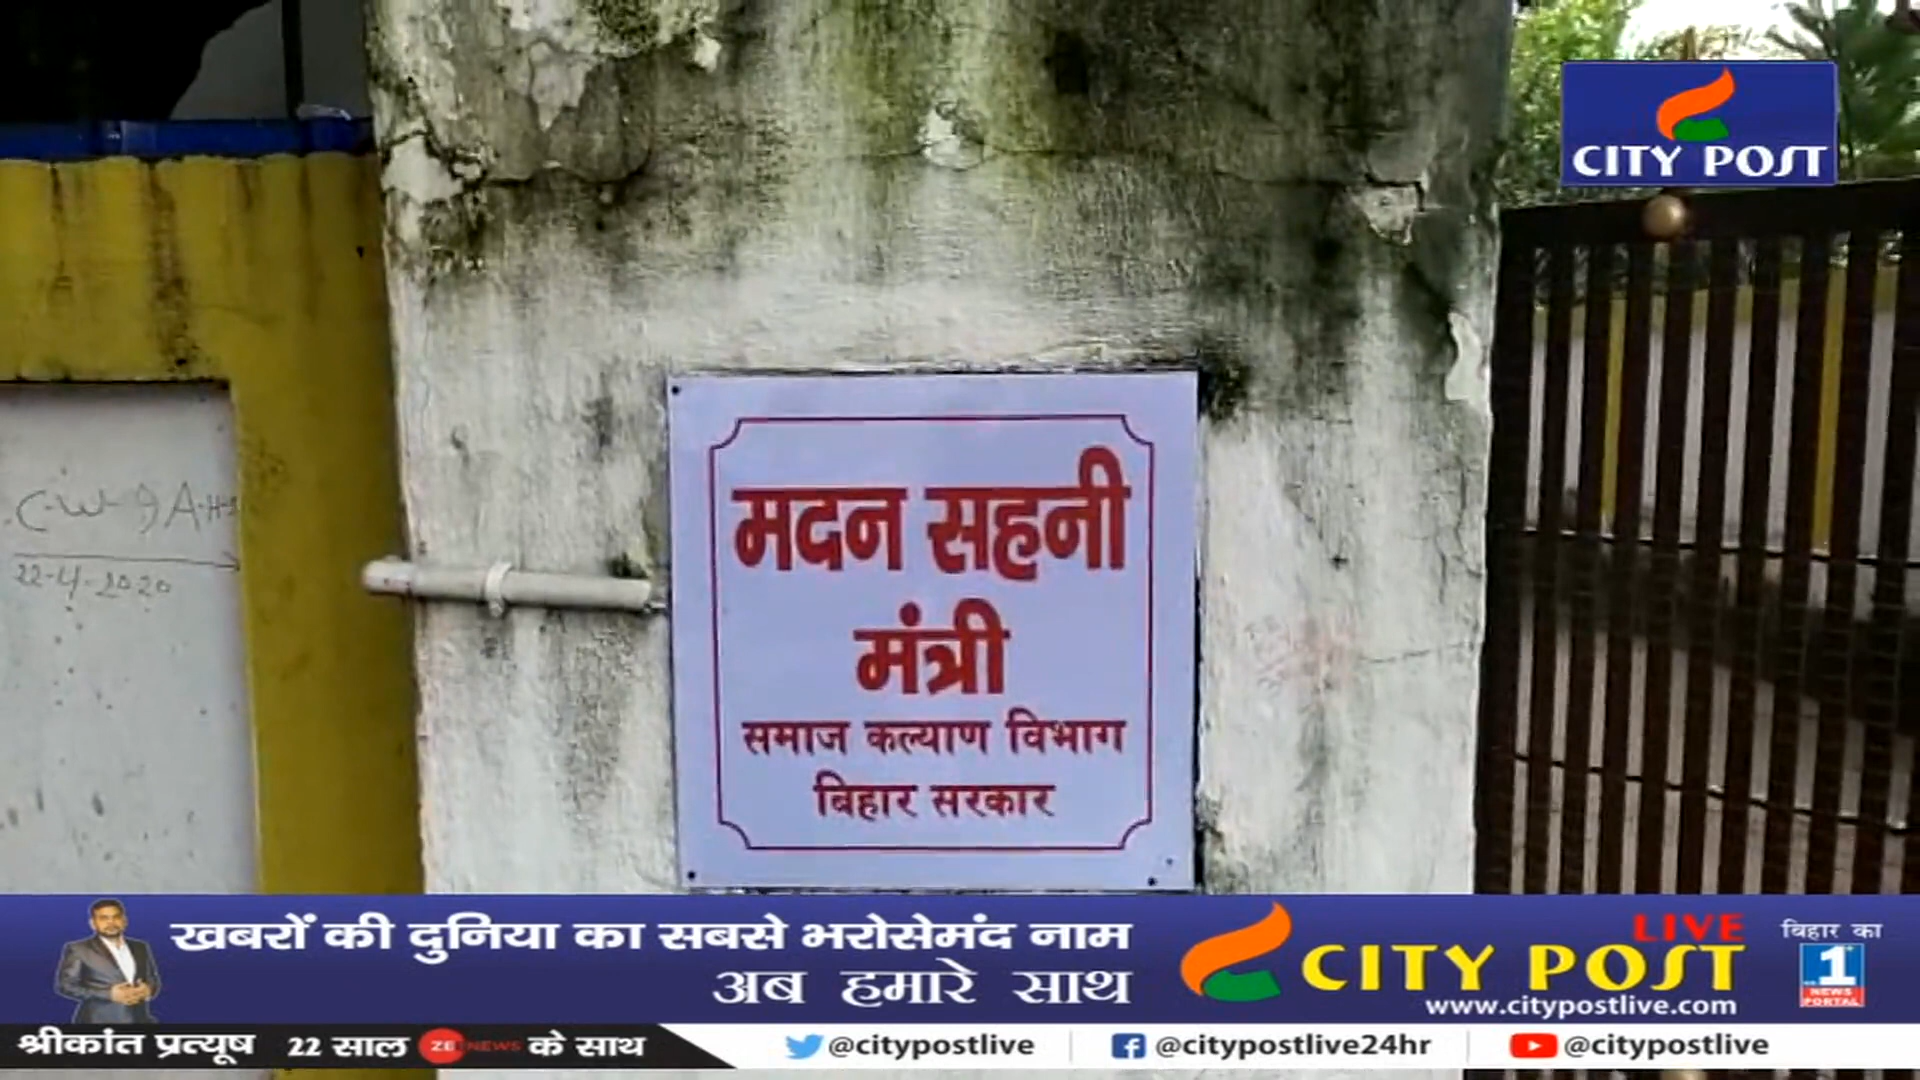 CITY POST
C.W 9 A.H.S
22-4-2020
मदन सहनी
मंत्री
समाज कल्याण विभाग
बिहार सरकार
खबरों की दुनिया का सबसे भरोसेमंद नाम
अब हमारे साथ
LIVE
CITY POST
www.citypostlive.com
बिहार का
1
NEWS
PORTAL
श्रीकांत प्रत्यूष 22 साल ZEE NEWS के साथ
@citypostlive
@citypostlive24hr
@citypostlive